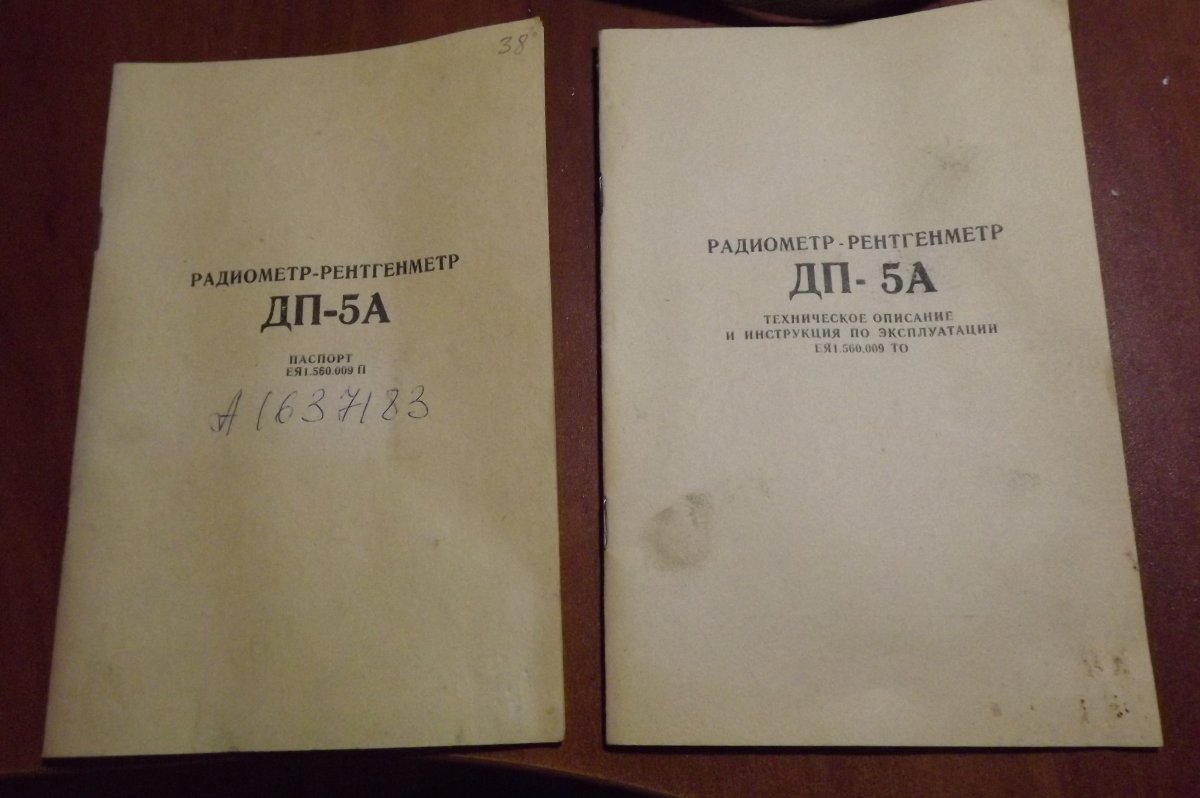 38
РАДИОМЕТР-РЕНТГЕНМЕТР
ДП-5А
ПАСПОРТ
ЕЯ1.560.009 П
А1637183
РАДИОМЕТР-РЕНТГЕНМЕТР
ДП- 5А
ТЕХНИЧЕСКОЕ ОПИСАНИЕ
И ИНСТРУКЦИЯ ПО ЭКСПЛУАТАЦИИ
ЕЯ1.560.009 ТО